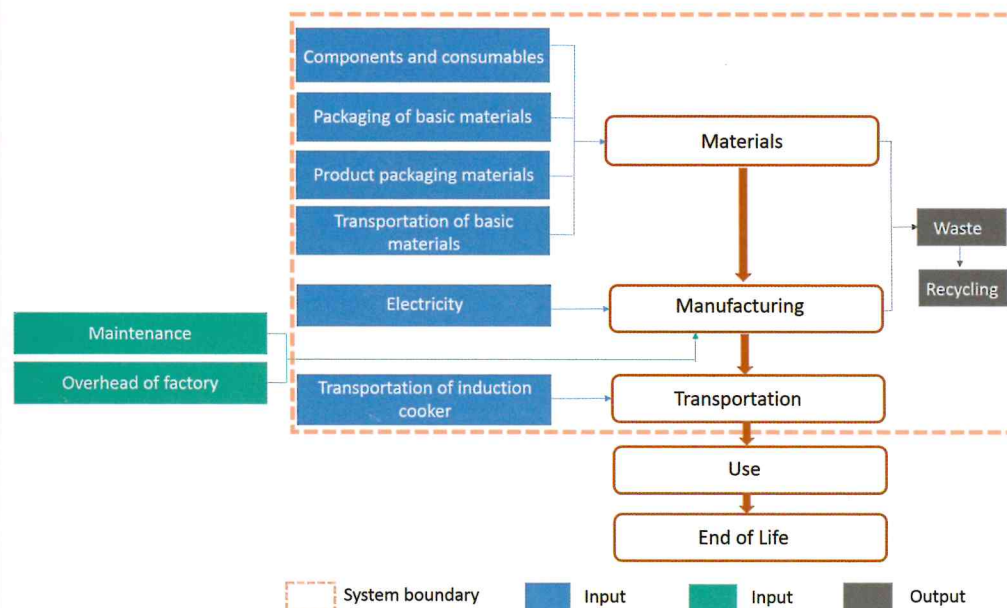 Components and consumables
Packaging of basic materials
Product packaging materials
Transportation of basic
materials
Materials
Waste
Recycling
Electricity
Manufacturing
Maintenance
Overhead of factory
Transportation of induction
cooker
Transportation
Use
End of Life
System boundary
Input
Input
Output